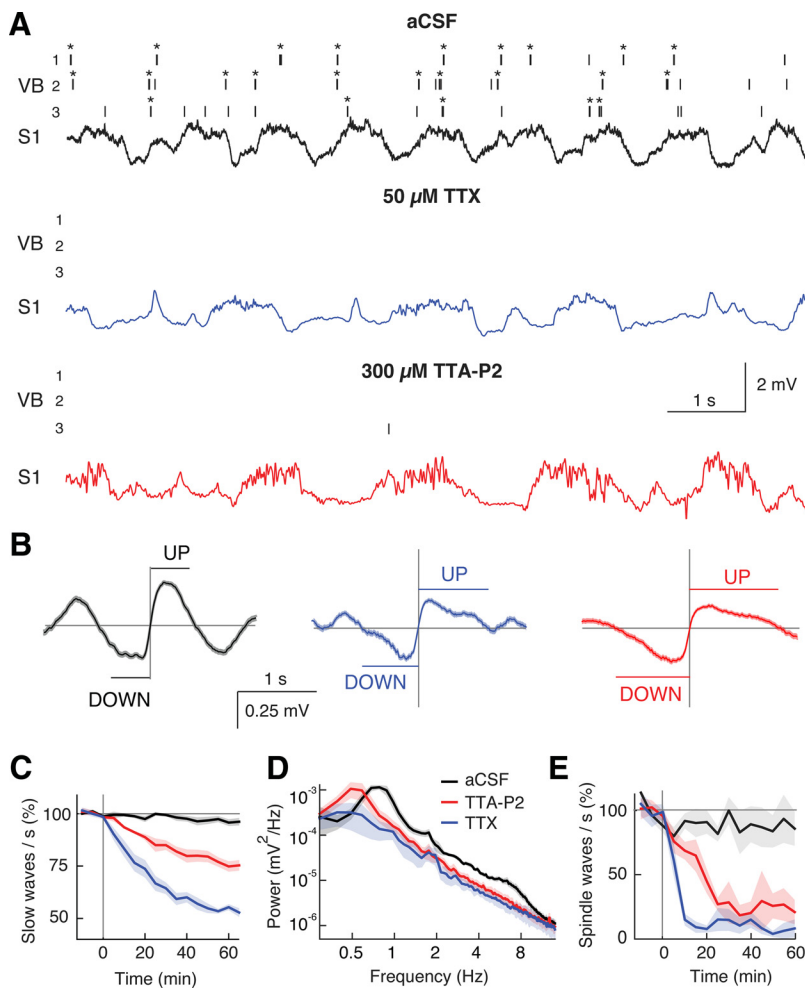 A
aCSF
* * * * * * * * *
1
* * * * * * * * * *
VB 2
* * * * *
3
S1
50 µM TTX
1
VB 2
3
S1
300 µM TTA-P2
1
VB 2
3
S1
2 mV
1 s
B
UP
DOWN
UP
DOWN
UP
DOWN
1 s
0.25 mV
C
Slow waves / s (%)
100
75
50
0 20 40 60
Time (min)
D
Power (mV²/Hz)
10⁻³
10⁻⁴
10⁻⁵
10⁻⁶
0.5 1 2 4 8
Frequency (Hz)
aCSF
TTA-P2
TTX
E
Spindle waves / s (%)
100
50
0
0 20 40 60
Time (min)